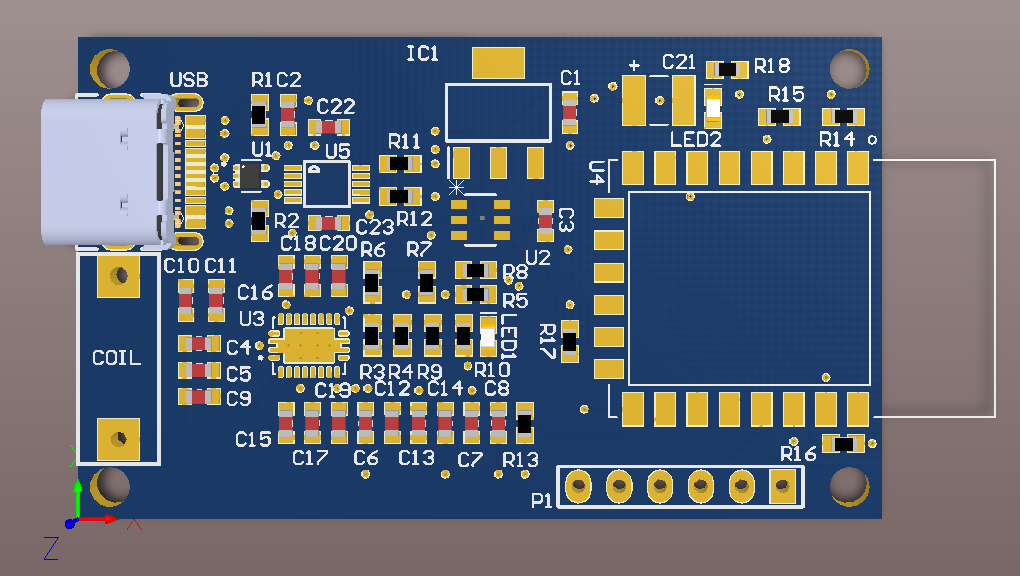 IC1
USB
R1 C2
C22
C1
+ C21
R18
R15
LED2
R14
U1
U5
R11
U4
R2
C23
R12
C3
C18 C20
R6
R7
U2
C10 C11
R8
C16
R5
U3
LED1
R17
COIL
C4
C5
R3 R4 R9
R10
C9
C19
C12
C14
C8
C15
C17
C6
C13
C7
R13
R16
P1
Y
X
Z